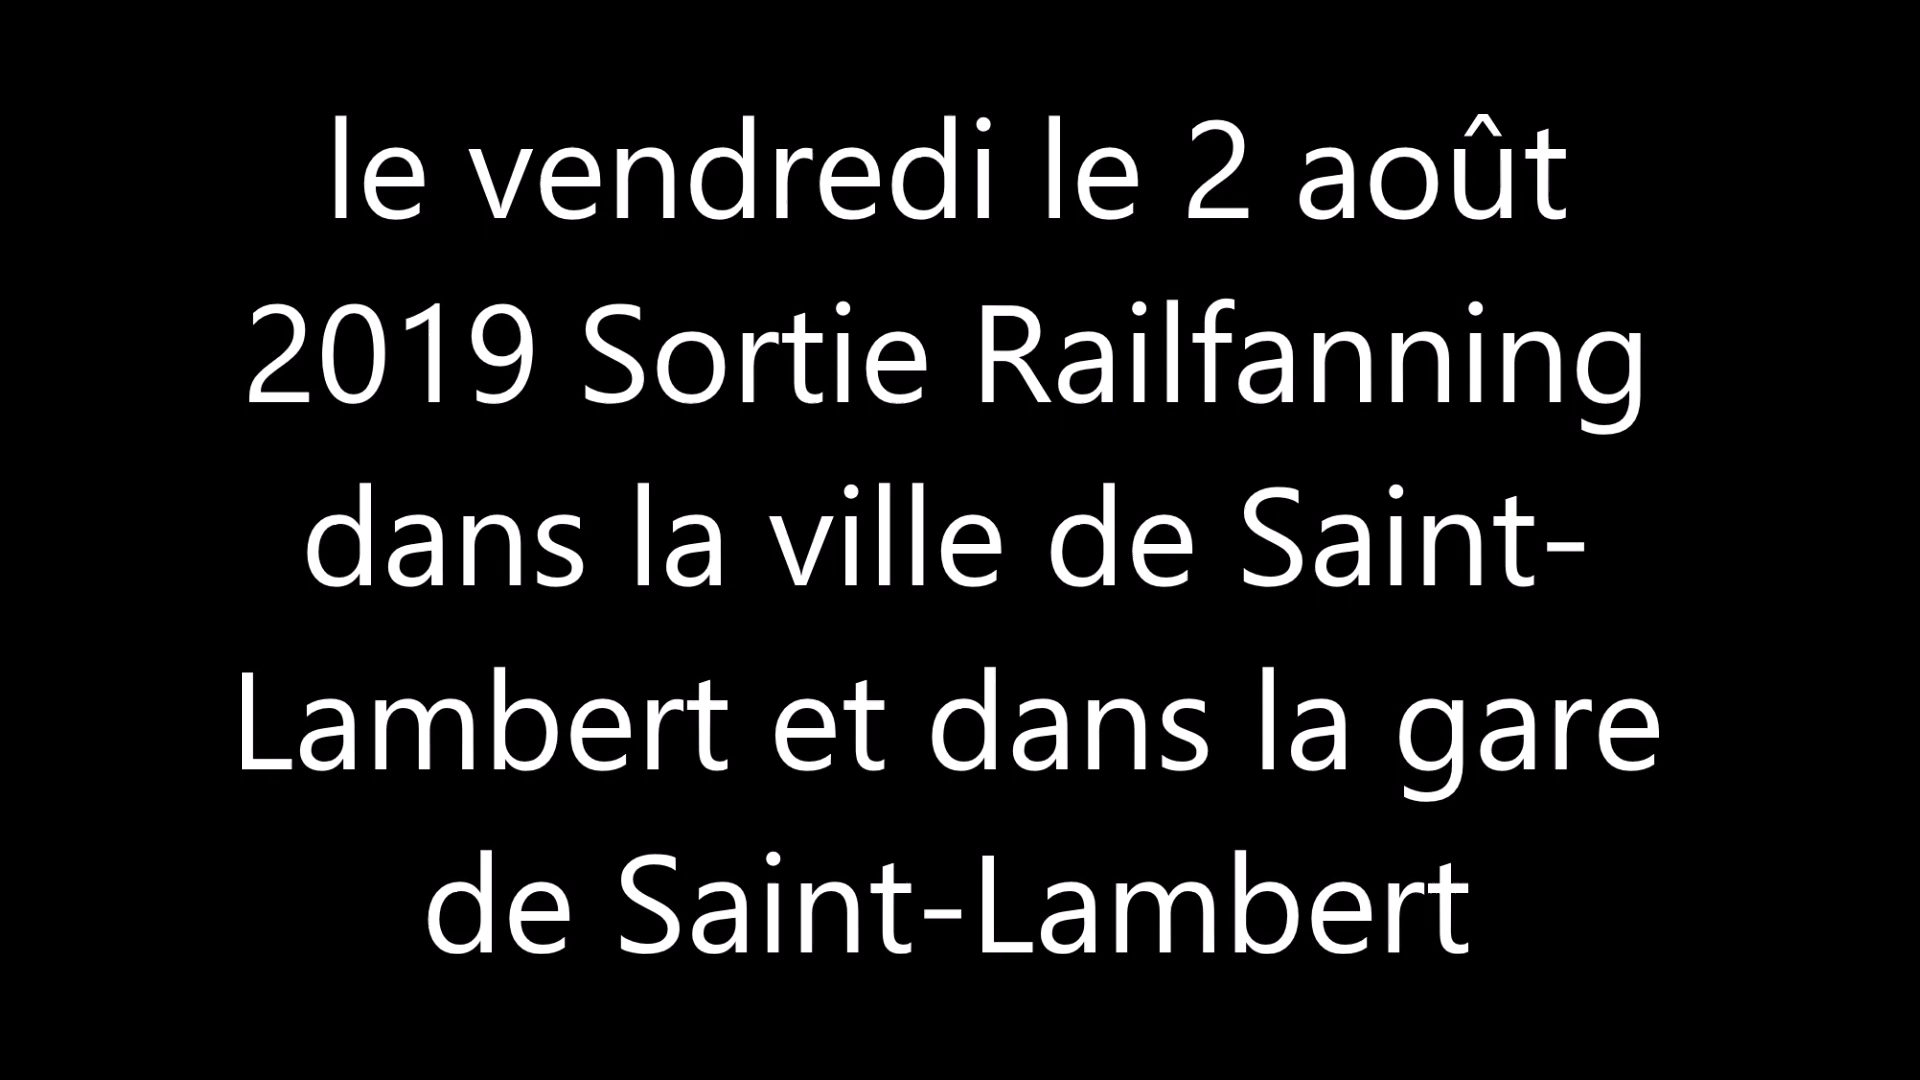 le vendredi le 2 août
2019 Sortie Railfanning
dans la ville de Saint-
Lambert et dans la gare
de Saint-Lambert